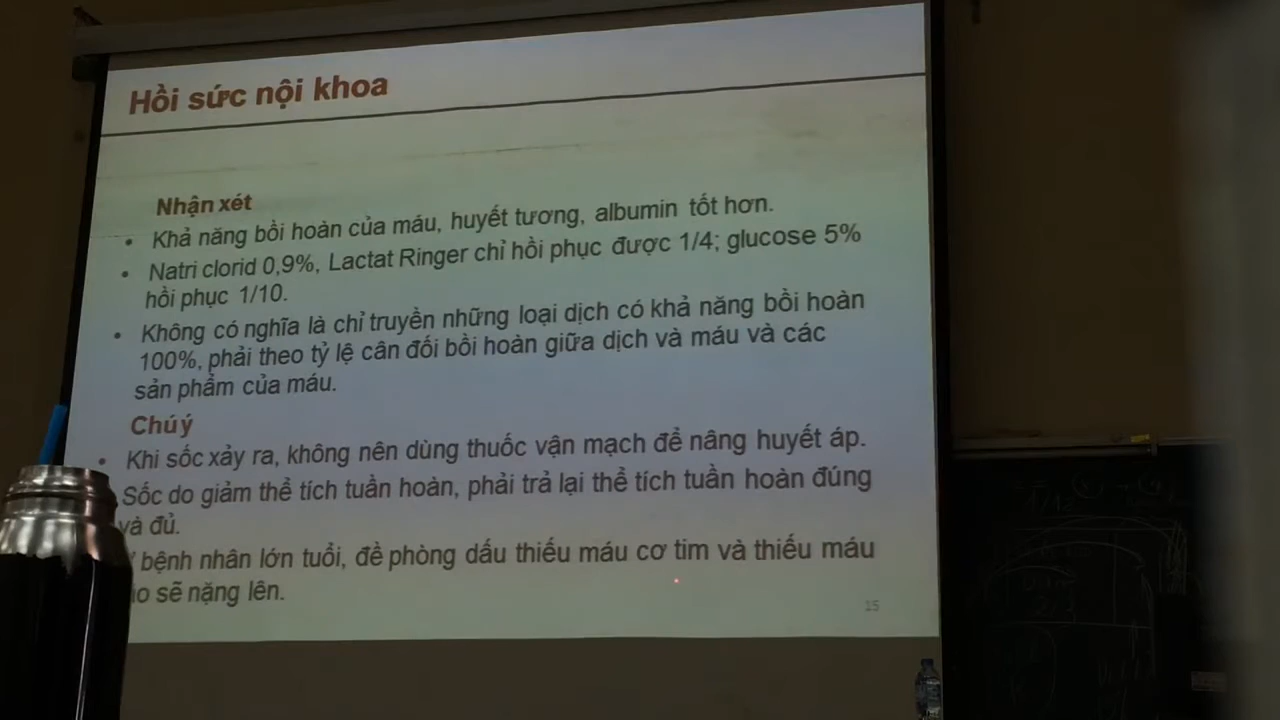 Hồi sức nội khoa
Nhận xét
• Khả năng bồi hoàn của máu, huyết tương, albumin tốt hơn.
• Natri clorid 0,9%, Lactat Ringer chỉ hồi phục được 1/4; glucose 5%
hồi phục 1/10.
• Không có nghĩa là chỉ truyền những loại dịch có khả năng bồi hoàn
100%, phải theo tỷ lệ cân đối bồi hoàn giữa dịch và máu và các
sản phẩm của máu.
Chú ý
• Khi sốc xảy ra, không nên dùng thuốc vận mạch để nâng huyết áp.
Sốc do giảm thể tích tuần hoàn, phải trả lại thể tích tuần hoàn đúng
và đủ.
bệnh nhân lớn tuổi, đề phòng dấu thiếu máu cơ tim và thiếu máu
sẽ nặng lên.
15